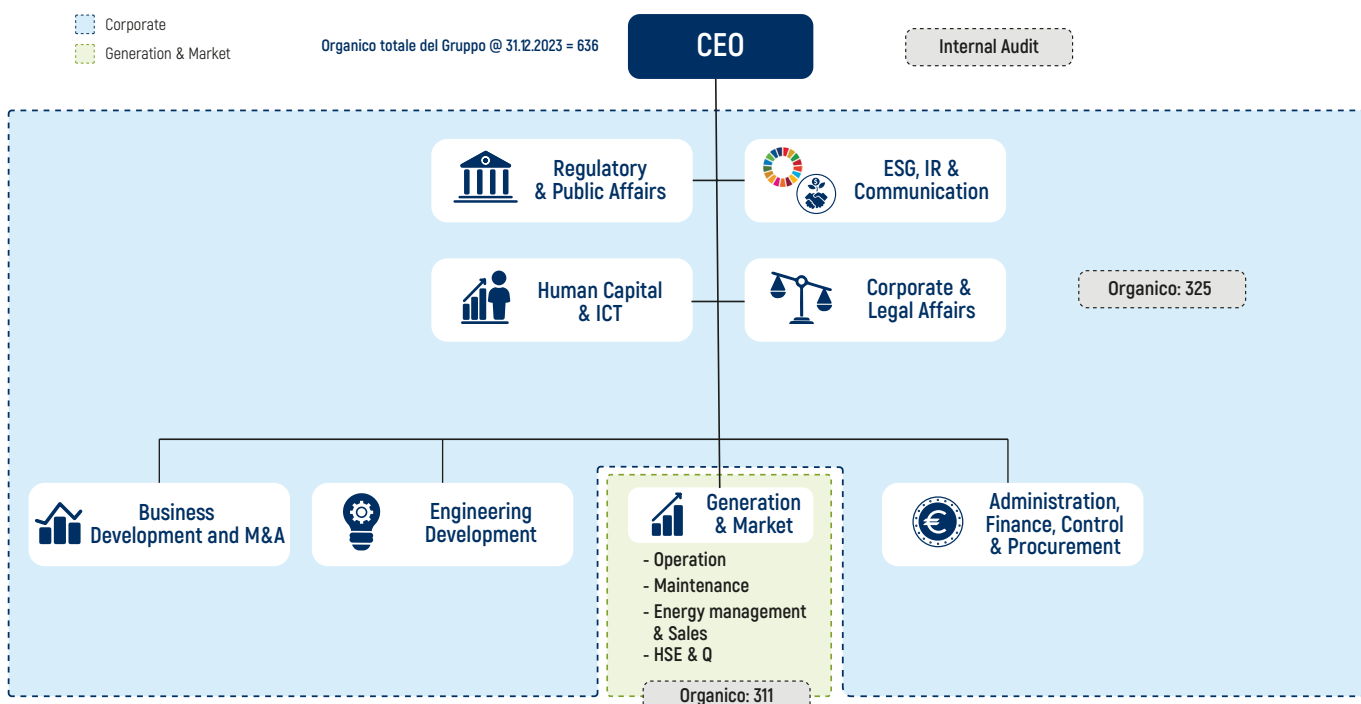 Corporate
Generation & Market
Organico totale del Gruppo @ 31.12.2023 = 636
CEO
Internal Audit
Regulatory
& Public Affairs
ESG, IR &
Communication
Human Capital
& ICT
Corporate &
Legal Affairs
Organico: 325
Business
Development and M&A
Engineering
Development
Generation
& Market
- Operation
- Maintenance
- Energy management
& Sales
- HSE & Q
Organico: 311
Administration,
Finance, Control
& Procurement